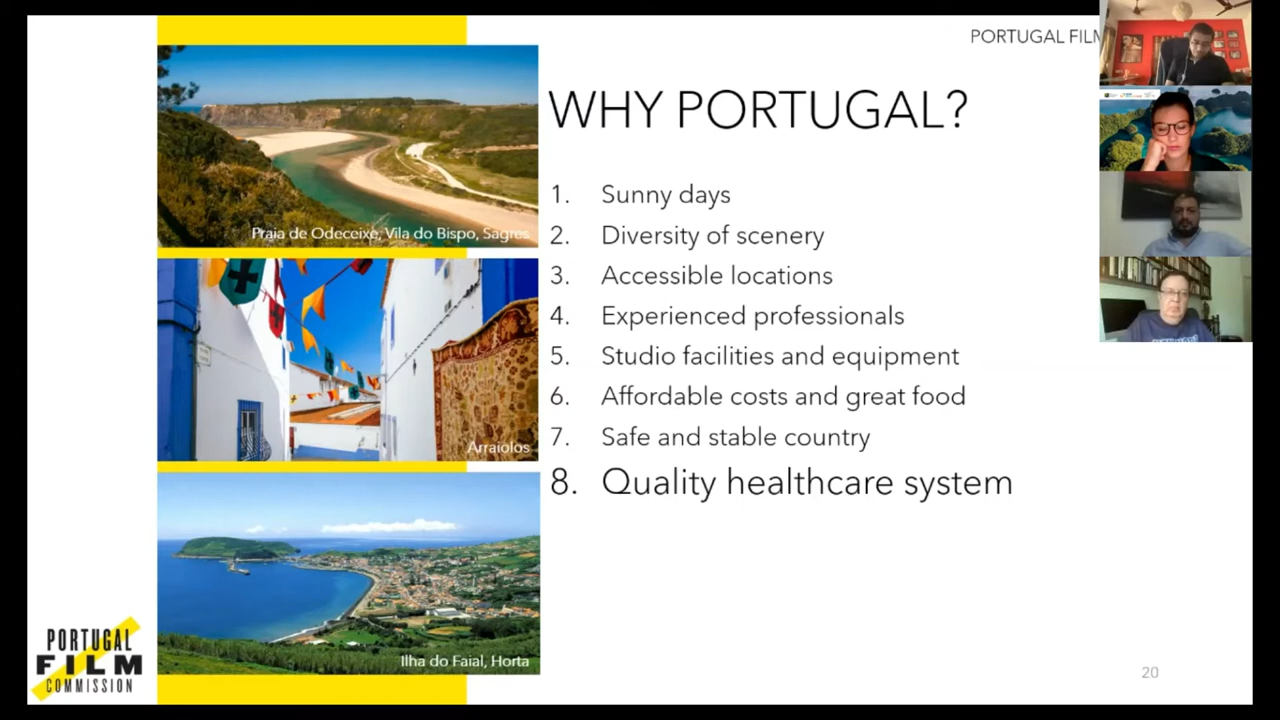 PORTUGAL FILM
WHY PORTUGAL?
1. Sunny days
2. Diversity of scenery
3. Accessible locations
4. Experienced professionals
5. Studio facilities and equipment
6. Affordable costs and great food
7. Safe and stable country
8. Quality healthcare system
Praia de Odeceixe, Vila do Bispo, Sagres
Arraiolos
Ilha do Faial, Horta
PORTUGAL
FILM
COMMISSION
20